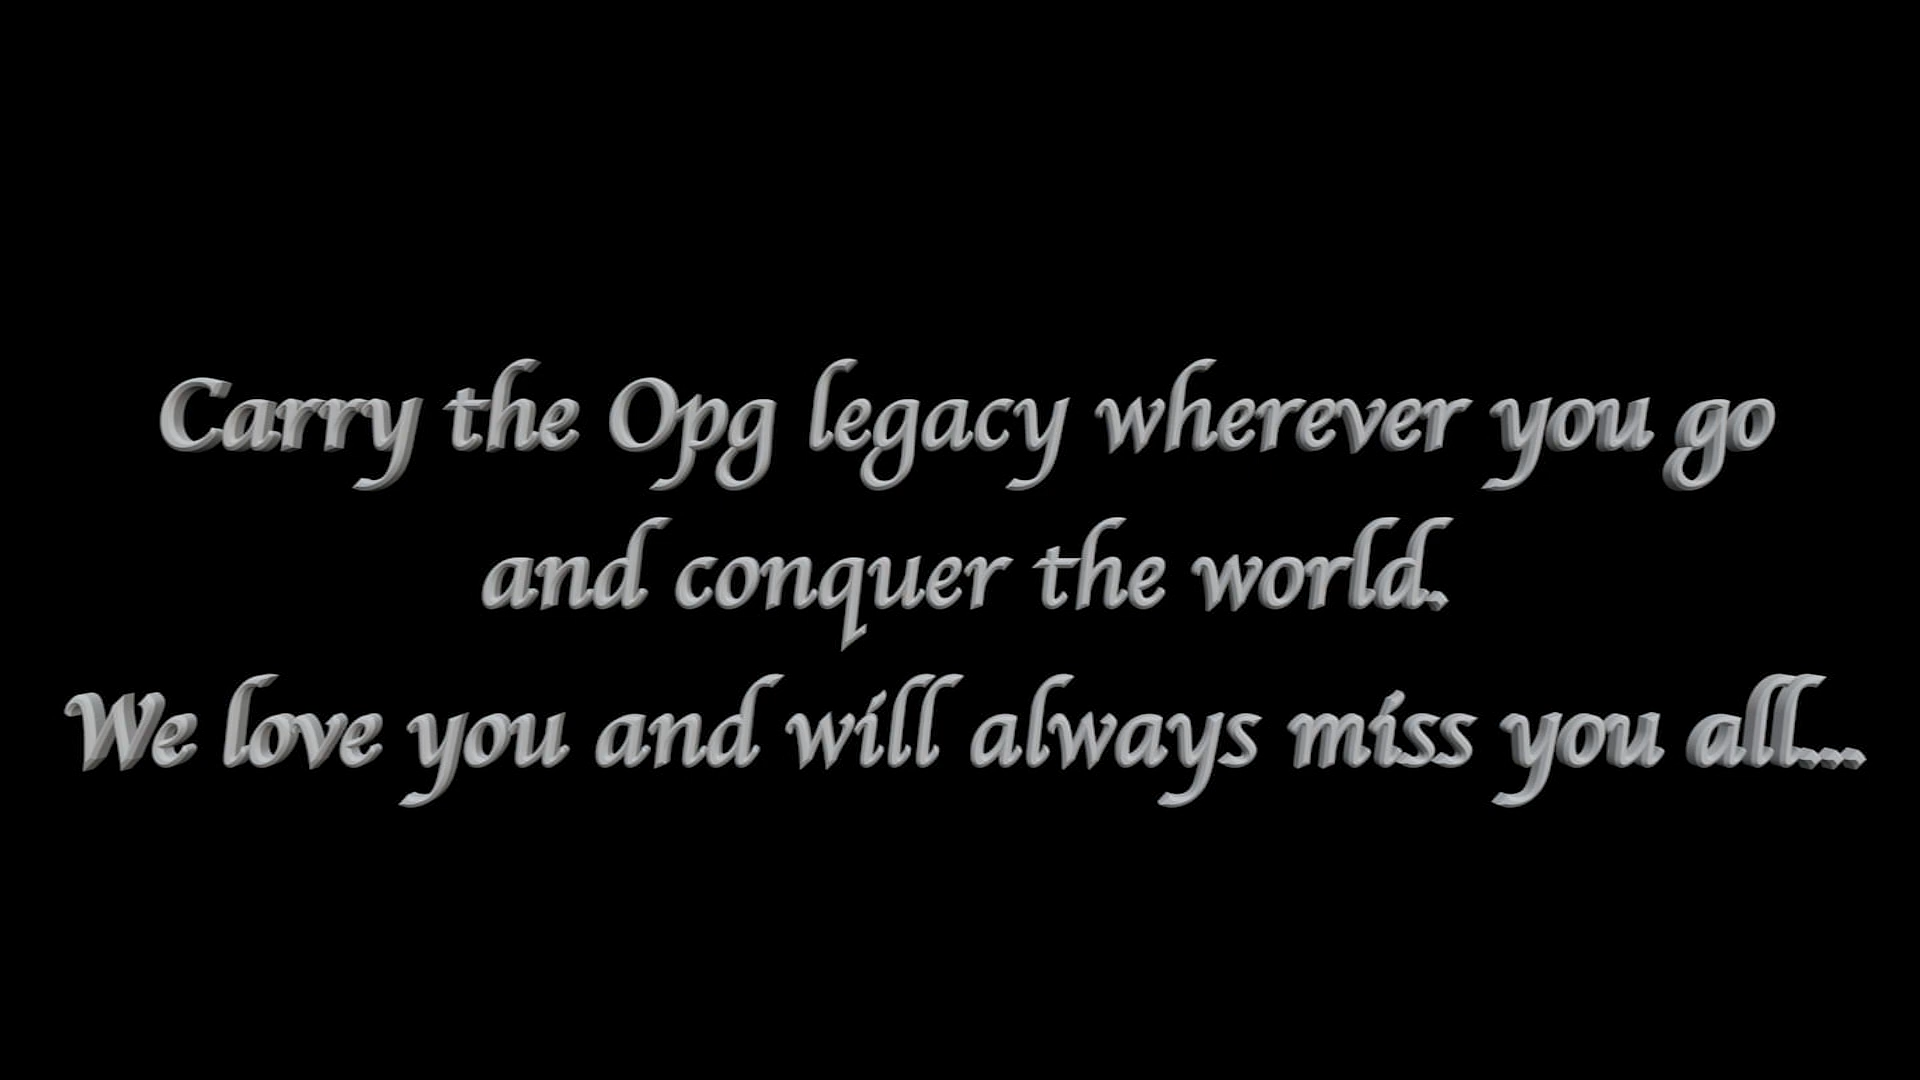 Carry the Opg legacy wherever you go
and conquer the world.
We love you and will always miss you all...